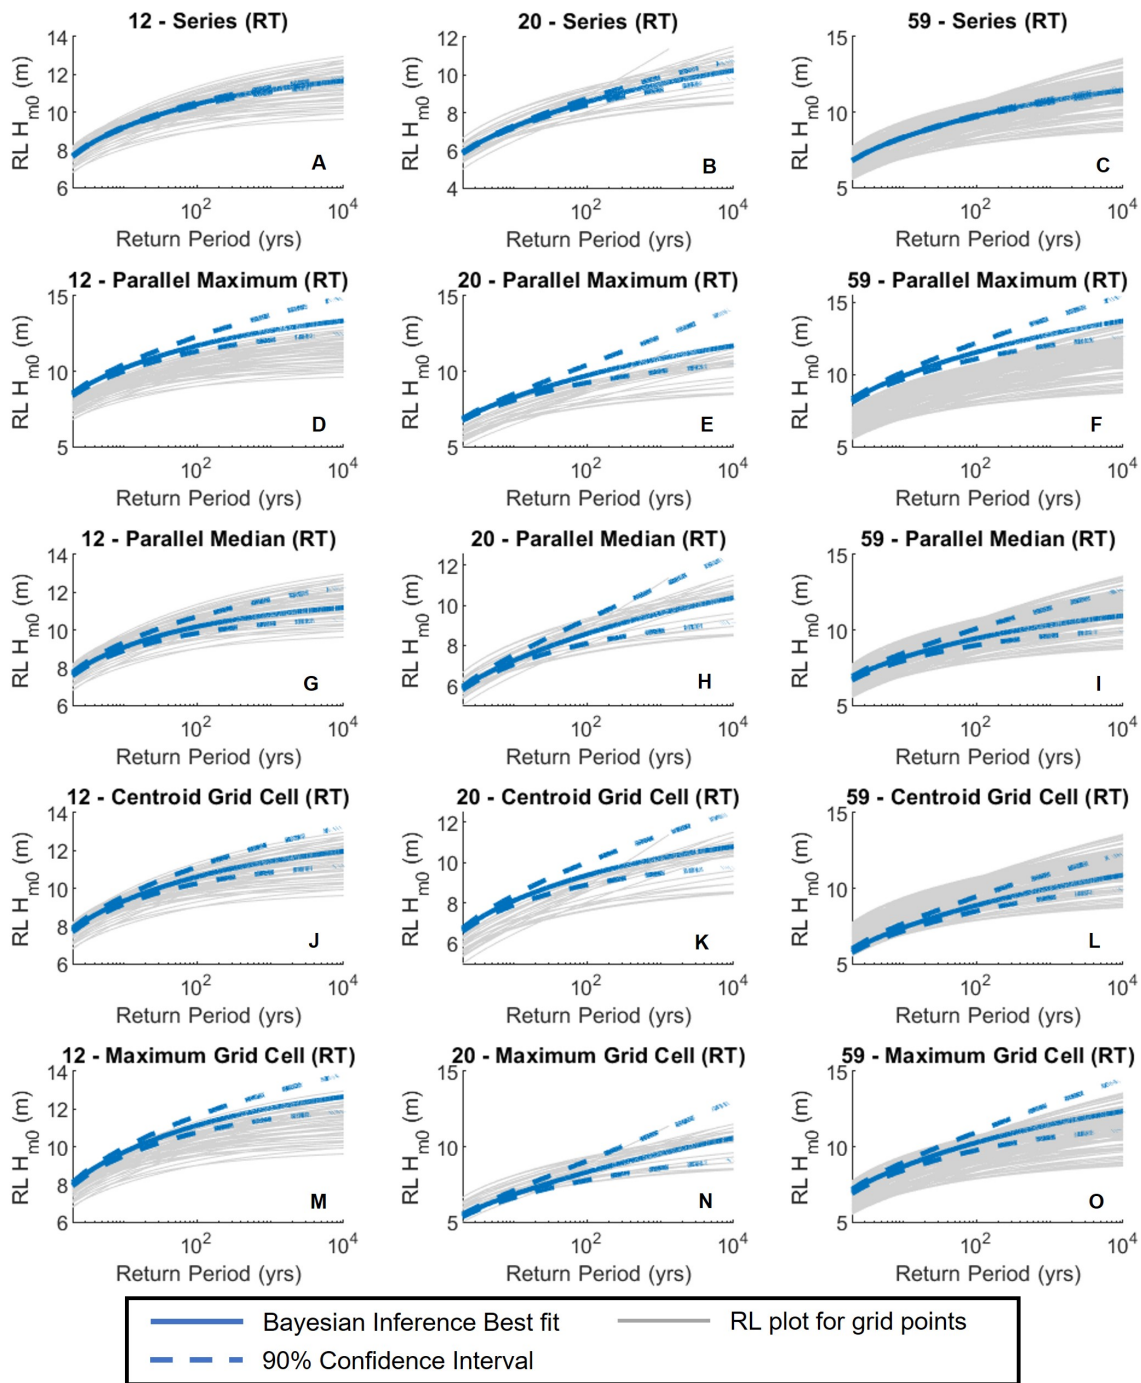 12 - Series (RT)
20 - Series (RT)
59 - Series (RT)
RL H_m0 (m)
14
12
10
8
6
A
10^2
10^4
Return Period (yrs)
RL H_m0 (m)
12
10
8
6
4
B
10^2
10^4
Return Period (yrs)
RL H_m0 (m)
15
10
5
C
10^2
10^4
Return Period (yrs)
12 - Parallel Maximum (RT)
20 - Parallel Maximum (RT)
59 - Parallel Maximum (RT)
RL H_m0 (m)
15
10
5
D
10^2
10^4
Return Period (yrs)
RL H_m0 (m)
15
10
5
E
10^2
10^4
Return Period (yrs)
RL H_m0 (m)
15
10
5
F
10^2
10^4
Return Period (yrs)
12 - Parallel Median (RT)
20 - Parallel Median (RT)
59 - Parallel Median (RT)
RL H_m0 (m)
14
12
10
8
6
G
10^2
10^4
Return Period (yrs)
RL H_m0 (m)
12
10
8
6
H
10^2
10^4
Return Period (yrs)
RL H_m0 (m)
15
10
5
I
10^2
10^4
Return Period (yrs)
12 - Centroid Grid Cell (RT)
20 - Centroid Grid Cell (RT)
59 - Centroid Grid Cell (RT)
RL H_m0 (m)
14
12
10
8
6
J
10^2
10^4
Return Period (yrs)
RL H_m0 (m)
12
10
8
6
K
10^2
10^4
Return Period (yrs)
RL H_m0 (m)
15
10
5
L
10^2
10^4
Return Period (yrs)
12 - Maximum Grid Cell (RT)
20 - Maximum Grid Cell (RT)
59 - Maximum Grid Cell (RT)
RL H_m0 (m)
14
12
10
8
6
M
10^2
10^4
Return Period (yrs)
RL H_m0 (m)
15
10
5
N
10^2
10^4
Return Period (yrs)
RL H_m0 (m)
15
10
5
O
10^2
10^4
Return Period (yrs)
Bayesian Inference Best fit
RL plot for grid points
90% Confidence Interval